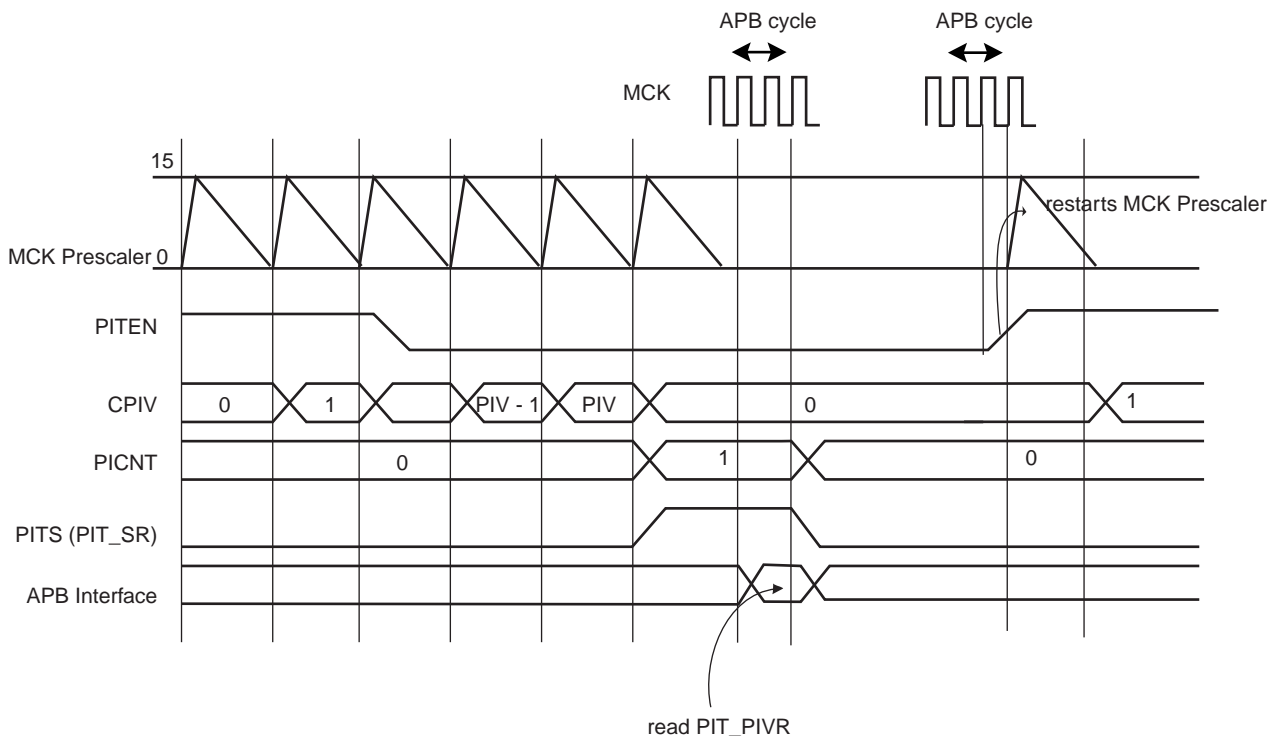 APB cycle APB cycle
MCK
15
restarts MCK Prescaler
MCK Prescaler 0
PITEN
CPIV 0 1 PIV - 1 PIV 0 1
PICNT 0 1 0
PITS (PIT_SR)
APB Interface
read PIT_PIVR